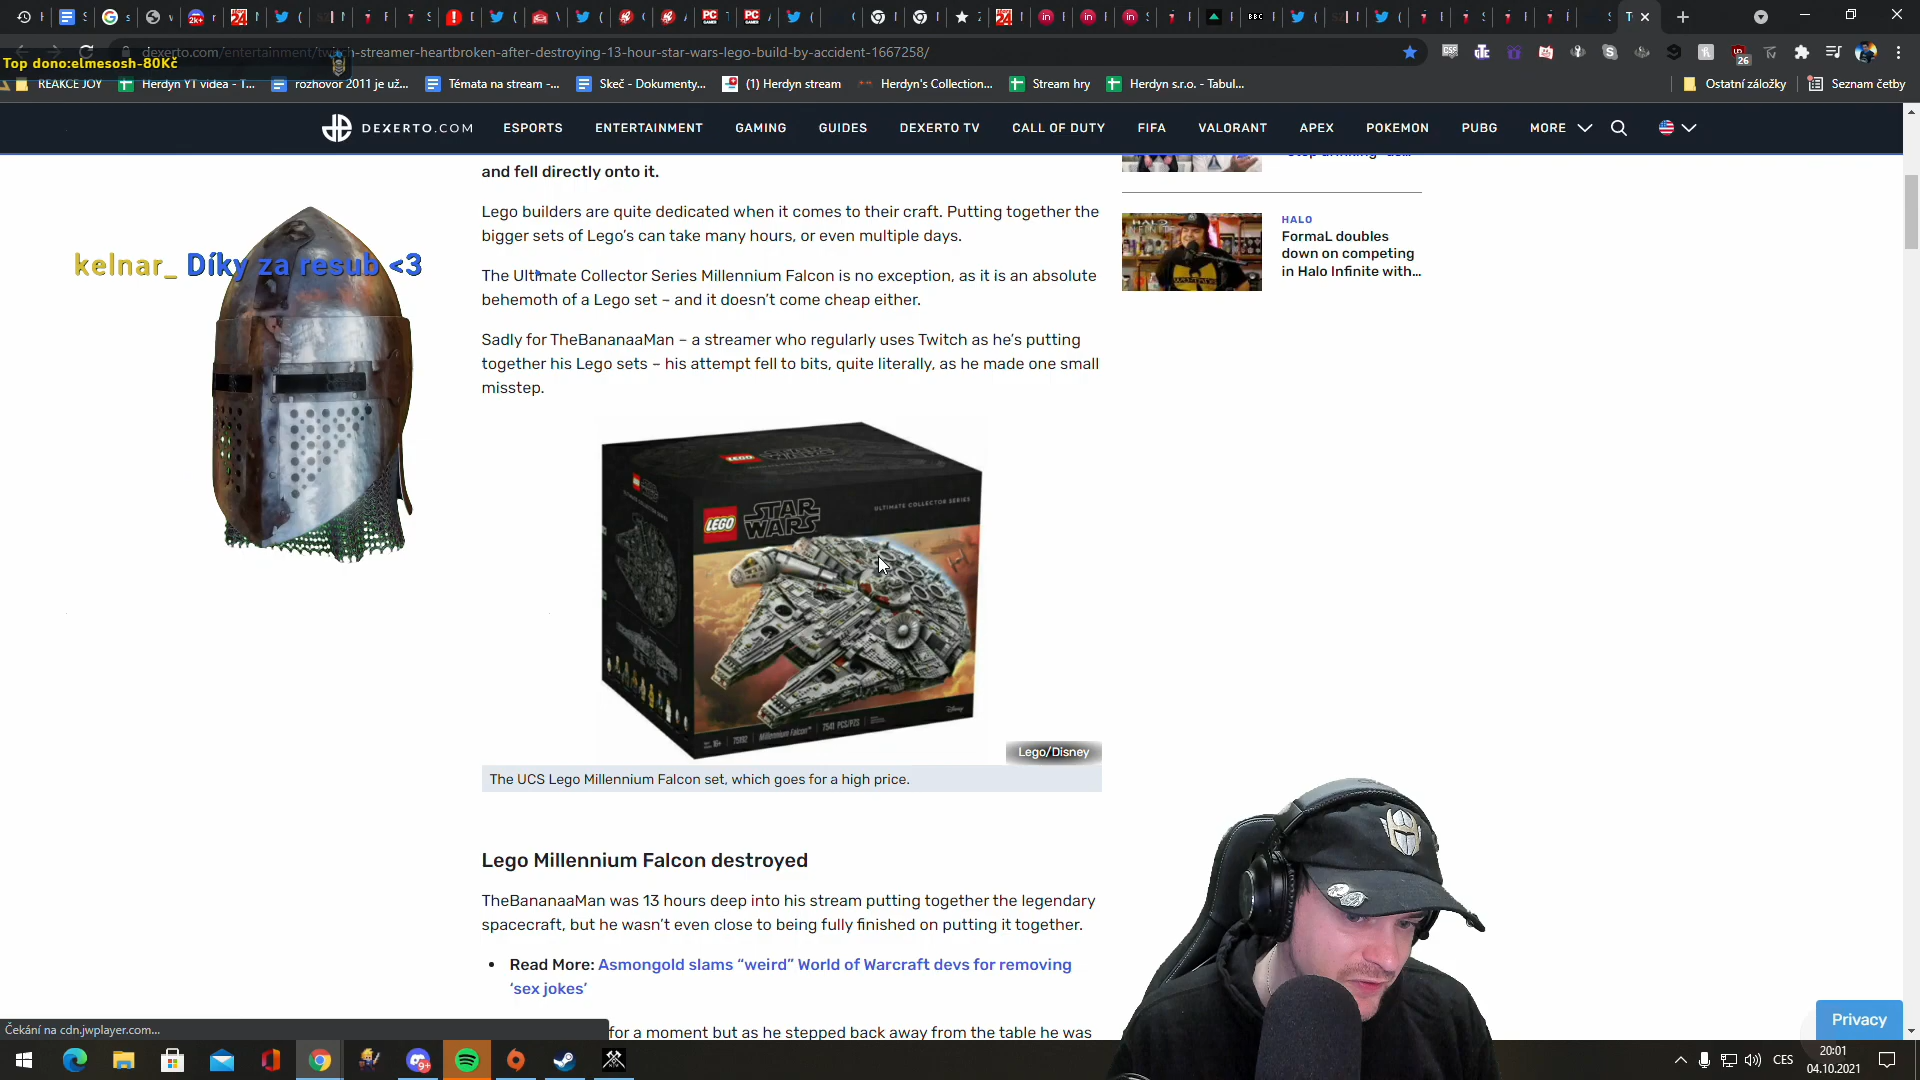 dexerto.com/entertainment/twitch-streamer-heartbroken-after-destroying-13-hour-star-wars-lego-build-by-accident-1667258/
Top dono:elmesosh-80Kč
REAKCE JOY
Herdyn YT videa - T...
rozhovor 2011 je už...
Témata na stream -...
Skeč - Dokumenty...
(1) Herdyn stream
Herdyn's Collection...
Stream hry
Herdyn s.r.o. - Tabul...
Ostatní záložky
Seznam četby
DEXERTO.COM
ESPORTS
ENTERTAINMENT
GAMING
GUIDES
DEXERTO TV
CALL OF DUTY
FIFA
VALORANT
APEX
POKEMON
PUBG
MORE
and fell directly onto it.
Lego builders are quite dedicated when it comes to their craft. Putting together the
bigger sets of Lego's can take many hours, or even multiple days.
The Ultimate Collector Series Millennium Falcon is no exception, as it is an absolute
behemoth of a Lego set – and it doesn't come cheap either.
Sadly for TheBananaaMan – a streamer who regularly uses Twitch as he's putting
together his Lego sets – his attempt fell to bits, quite literally, as he made one small
misstep.
HALO
FormaL doubles
down on competing
in Halo Infinite with...
kelnar_ Díky za resub <3
LEGO
STAR
WARS
ULTIMATE COLLECTOR SERIES
75192
Millennium Falcon
7541 PCS/PZS
Disney
Lego/Disney
The UCS Lego Millennium Falcon set, which goes for a high price.
Lego Millennium Falcon destroyed
TheBananaaMan was 13 hours deep into his stream putting together the legendary
spacecraft, but he wasn't even close to being fully finished on putting it together.
Read More: Asmongold slams “weird” World of Warcraft devs for removing
‘sex jokes’
for a moment but as he stepped back away from the table he was
Čekání na cdn.jwplayer.com...
Privacy
CES
20:01
04.10.2021